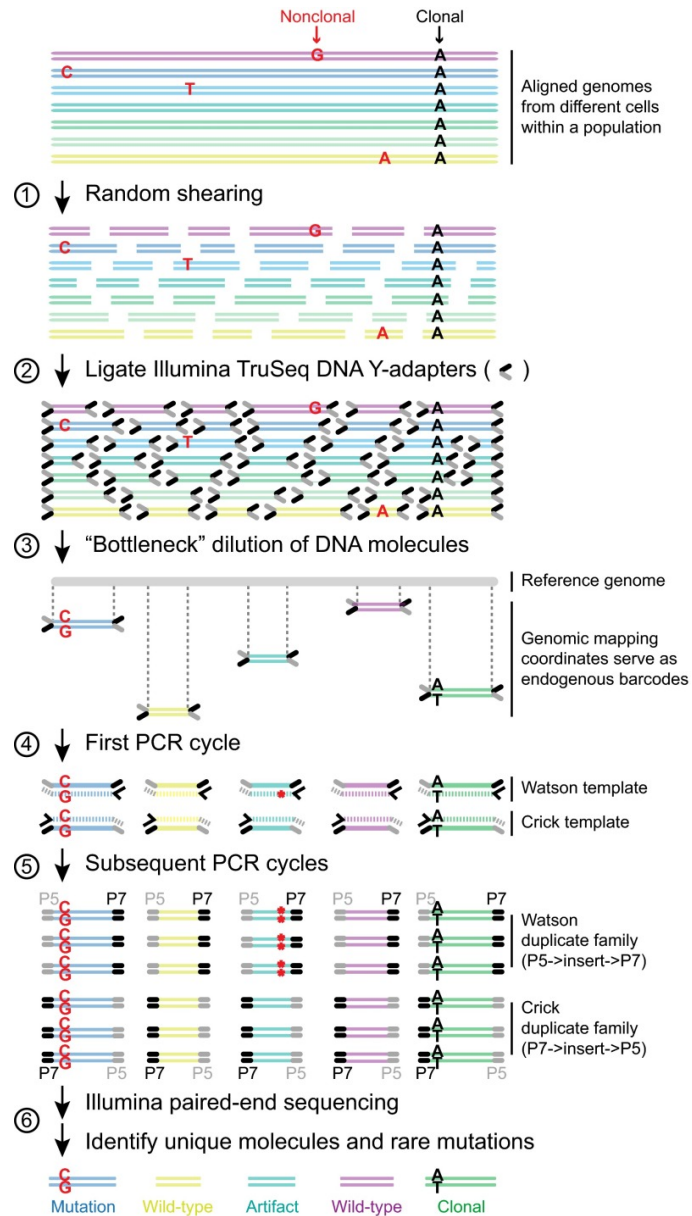 Nonclonal Clonal
G A
C A
T A
A
A
A
A A
Aligned genomes
from different cells
within a population
1 Random shearing
G A
C A
T A
A
A
A
A A
2 Ligate Illumina TruSeq DNA Y-adapters ( )
G A
C A
T A
A
A
A
A A
3 “Bottleneck” dilution of DNA molecules
Reference genome
C
G
A
T
Genomic mapping
coordinates serve as
endogenous barcodes
4 First PCR cycle
C A
G T
Watson template
C A
G T
Crick template
5 Subsequent PCR cycles
P5 P7 P5 P7 P5 P7 P5 P7 P5 P7
C A
G T
C A
G T
C A
G T
Watson
duplicate family
(P5->insert->P7)
C A
G T
C A
G T
C A
G T
Crick
duplicate family
(P7->insert->P5)
P7 P5 P7 P5 P7 P5 P7 P5 P7 P5
Illumina paired-end sequencing
6
Identify unique molecules and rare mutations
C A
G T
Mutation Wild-type Artifact Wild-type Clonal